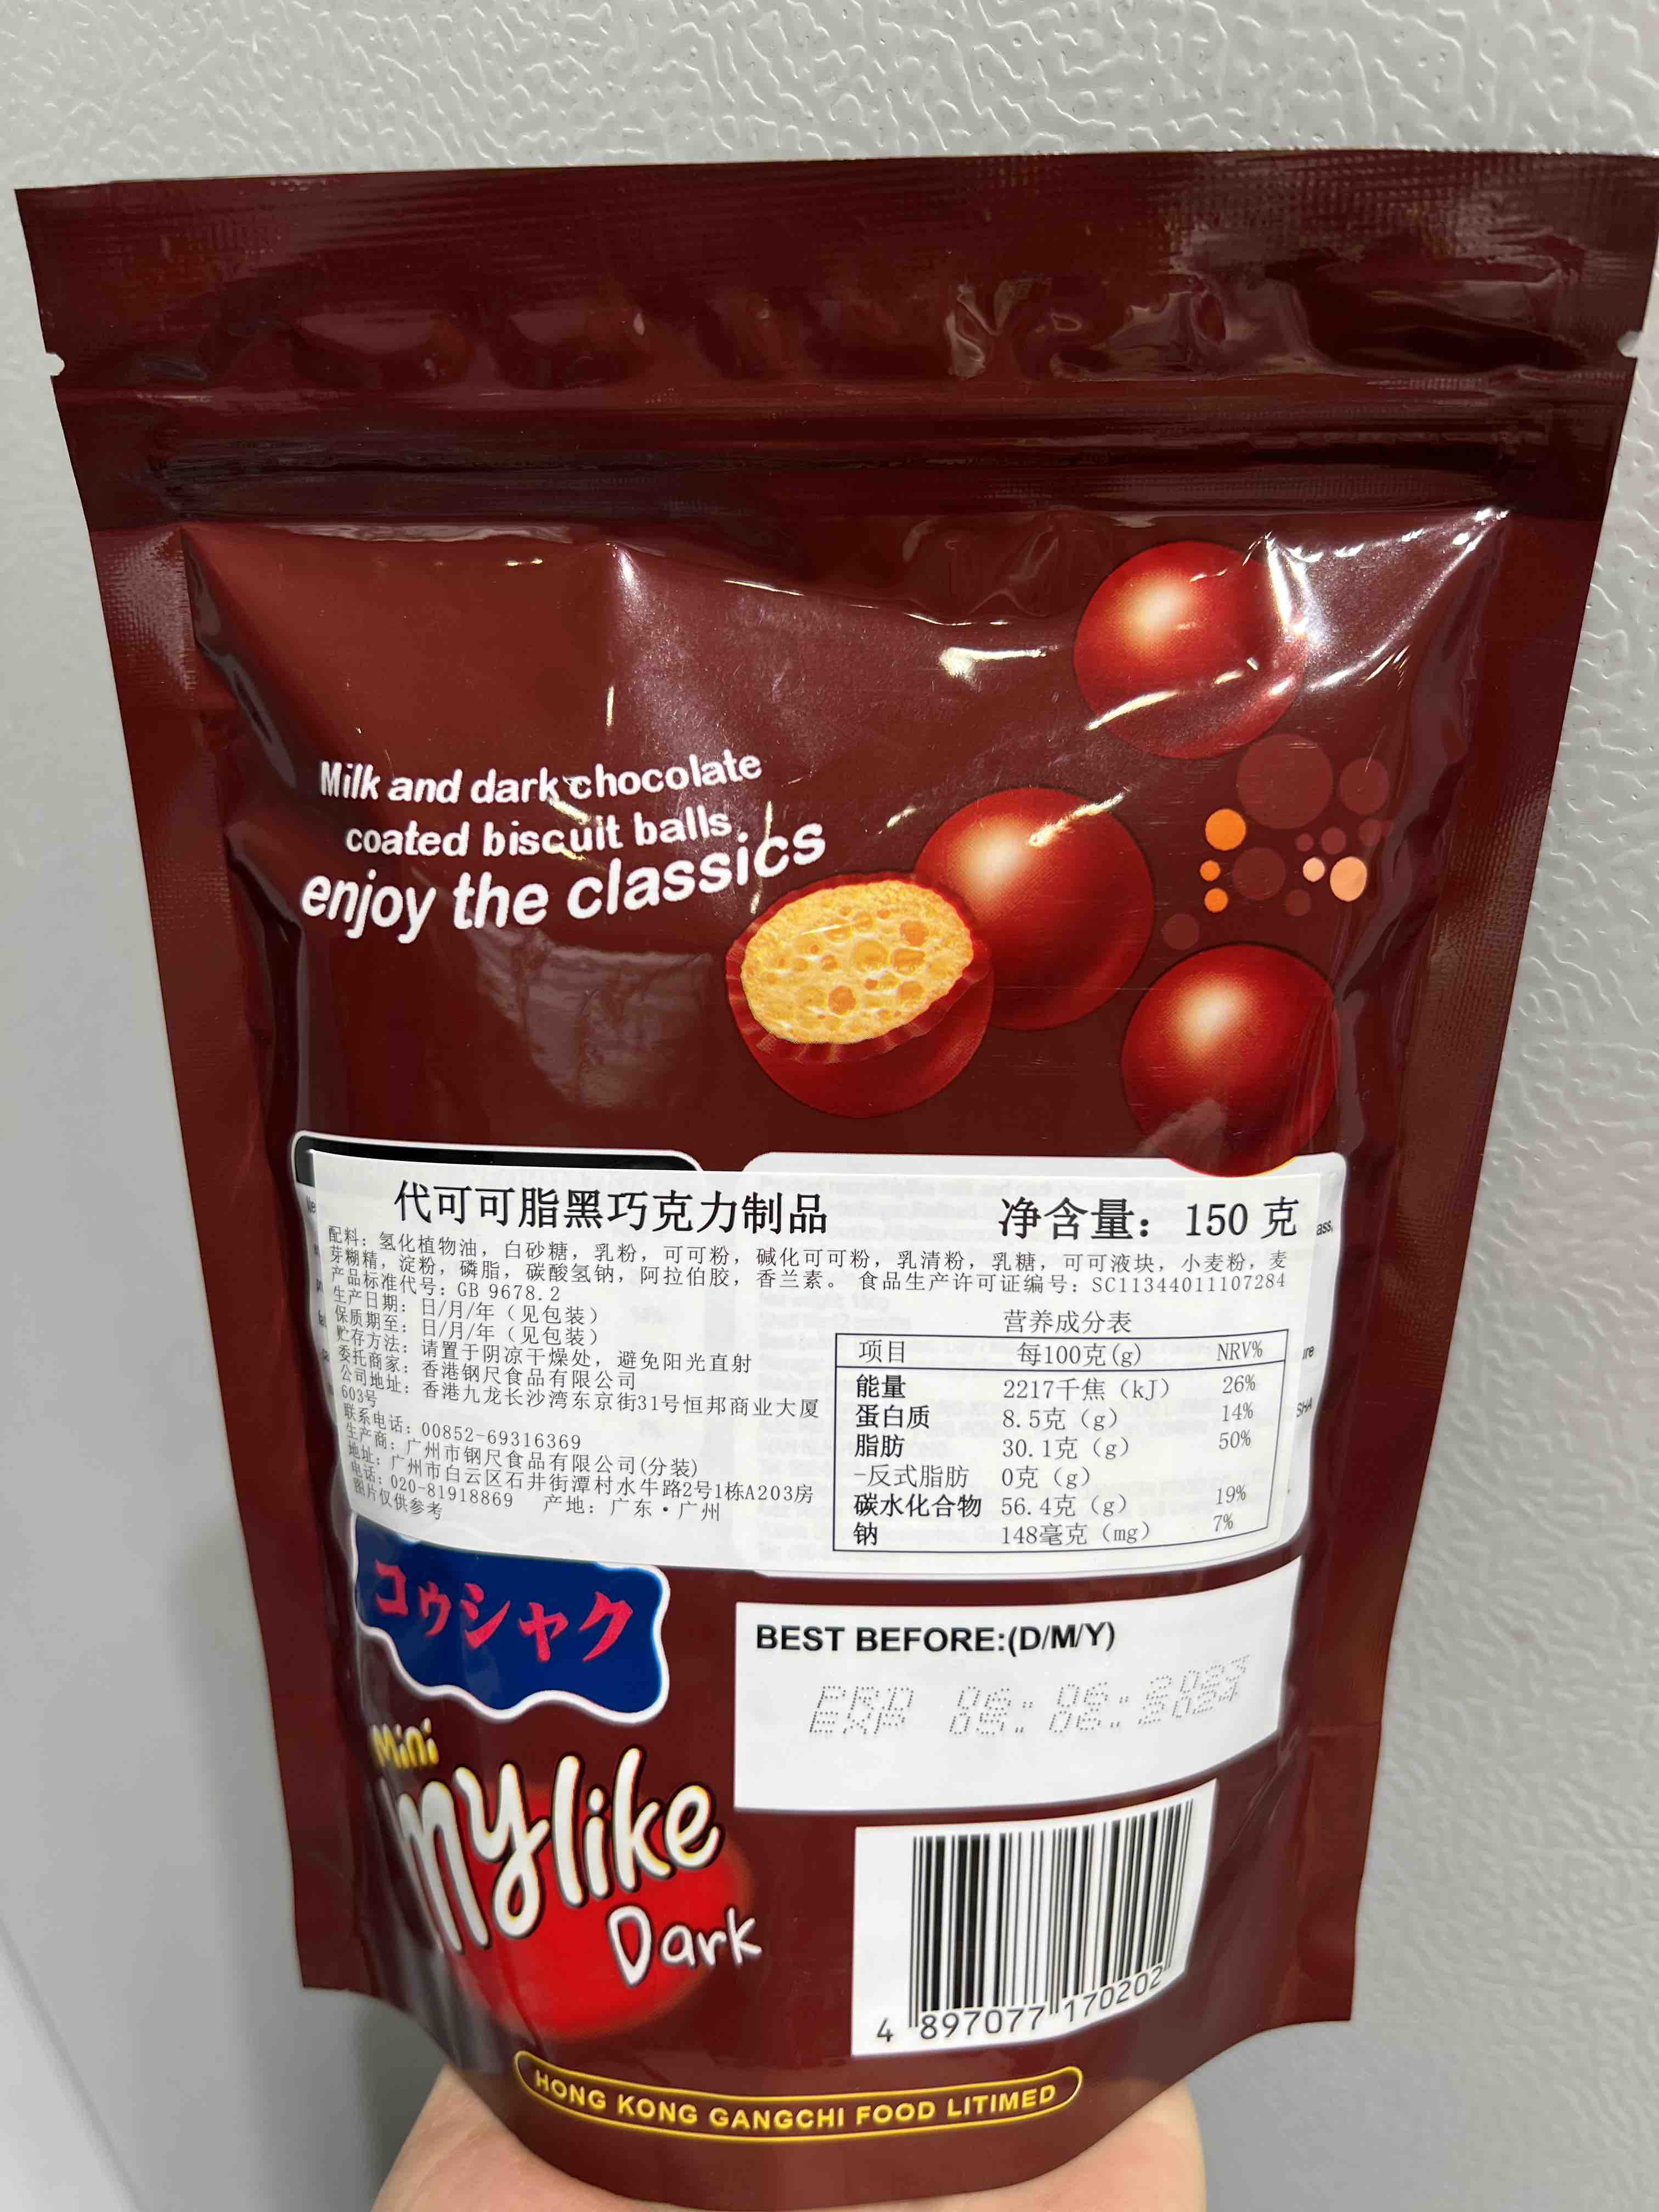 Milk and dark chocolate
coated biscuit balls.
enjoy the classics
代可可脂黑巧克力制品
净含量：150 克
配料：氢化植物油，白砂糖，乳粉，可可粉，碱化可可粉，乳清粉，乳糖，可可液块，小麦粉，麦
芽糊精，淀粉，磷脂，碳酸氢钠，阿拉伯胶，香兰素。 食品生产许可证编号：SC11344011107284
产品标准代号：GB 9678.2
生产日期：日/月/年（见包装）
保质期至：日/月/年（见包装）
贮存方法：请置于阴凉干燥处，避免阳光直射
委托商家：香港钢尺食品有限公司
公司地址：香港九龙长沙湾东京街31号恒邦商业大厦
603号
联系电话：00852-69316369
生产商：广州市钢尺食品有限公司(分装)
地址：广州市白云区石井街潭村水牛路2号1栋A203房
电话：020-81918869 产地：广东·广州
图片仅供参考
营养成分表
项目 每100克(g) NRV%
能量 2217千焦（kJ） 26%
蛋白质 8.5克（g） 14%
脂肪 30.1克（g） 50%
-反式脂肪 0克（g）
碳水化合物 56.4克（g） 19%
钠 148毫克（mg） 7%
コゥシャク
Mini
mylike
Dark
BEST BEFORE:(D/M/Y)
PRD 06: 06:
EXP 05: 06:
4 897077 170202
HONG KONG GANGCHI FOOD LITIMED